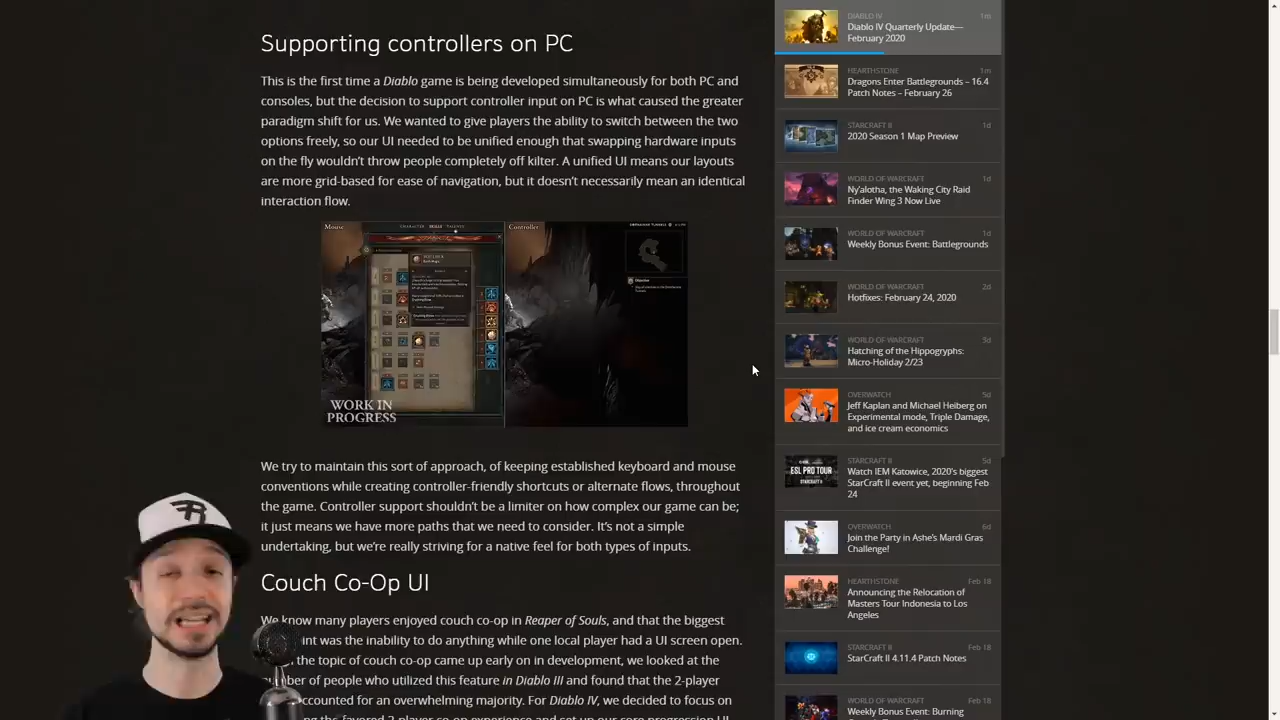 Supporting controllers on PC
This is the first time a Diablo game is being developed simultaneously for both PC and
consoles, but the decision to support controller input on PC is what caused the greater
paradigm shift for us. We wanted to give players the ability to switch between the two
options freely, so our UI needed to be unified enough that swapping hardware inputs
on the fly wouldn't throw people completely off kilter. A unified UI means our layouts
are more grid-based for ease of navigation, but it doesn't necessarily mean an identical
interaction flow.
Mouse
CHARACTER SKILLS TALENTS
Controller
Objective
WORK IN
PROGRESS
We try to maintain this sort of approach, of keeping established keyboard and mouse
conventions while creating controller-friendly shortcuts or alternate flows, throughout
the game. Controller support shouldn't be a limiter on how complex our game can be;
it just means we have more paths that we need to consider. It's not a simple
undertaking, but we're really striving for a native feel for both types of inputs.
Couch Co-Op UI
We know many players enjoyed couch co-op in Reaper of Souls, and that the biggest
int was the inability to do anything while one local player had a UI screen open.
the topic of couch co-op came up early on in development, we looked at the
ber of people who utilized this feature in Diablo III and found that the 2-player
accounted for an overwhelming majority. For Diablo IV, we decided to focus on
DIABLO IV 1m
Diablo IV Quarterly Update—
February 2020
HEARTHSTONE 1m
Dragons Enter Battlegrounds – 16.4
Patch Notes – February 26
STARCRAFT II 1d
2020 Season 1 Map Preview
WORLD OF WARCRAFT 1d
Ny'alotha, the Waking City Raid
Finder Wing 3 Now Live
WORLD OF WARCRAFT 1d
Weekly Bonus Event: Battlegrounds
WORLD OF WARCRAFT 2d
Hotfixes: February 24, 2020
WORLD OF WARCRAFT 3d
Hatching of the Hippogryphs:
Micro-Holiday 2/23
OVERWATCH 5d
Jeff Kaplan and Michael Heiberg on
Experimental mode, Triple Damage,
and ice cream economics
STARCRAFT II 5d
ESL PRO TOUR
STARCRAFT II
Watch IEM Katowice, 2020's biggest
StarCraft II event yet, beginning Feb
24
OVERWATCH 6d
Join the Party in Ashe's Mardi Gras
Challenge!
HEARTHSTONE Feb 18
Announcing the Relocation of
Masters Tour Indonesia to Los
Angeles
STARCRAFT II Feb 18
StarCraft II 4.11.4 Patch Notes
WORLD OF WARCRAFT Feb 18
Weekly Bonus Event: Burning